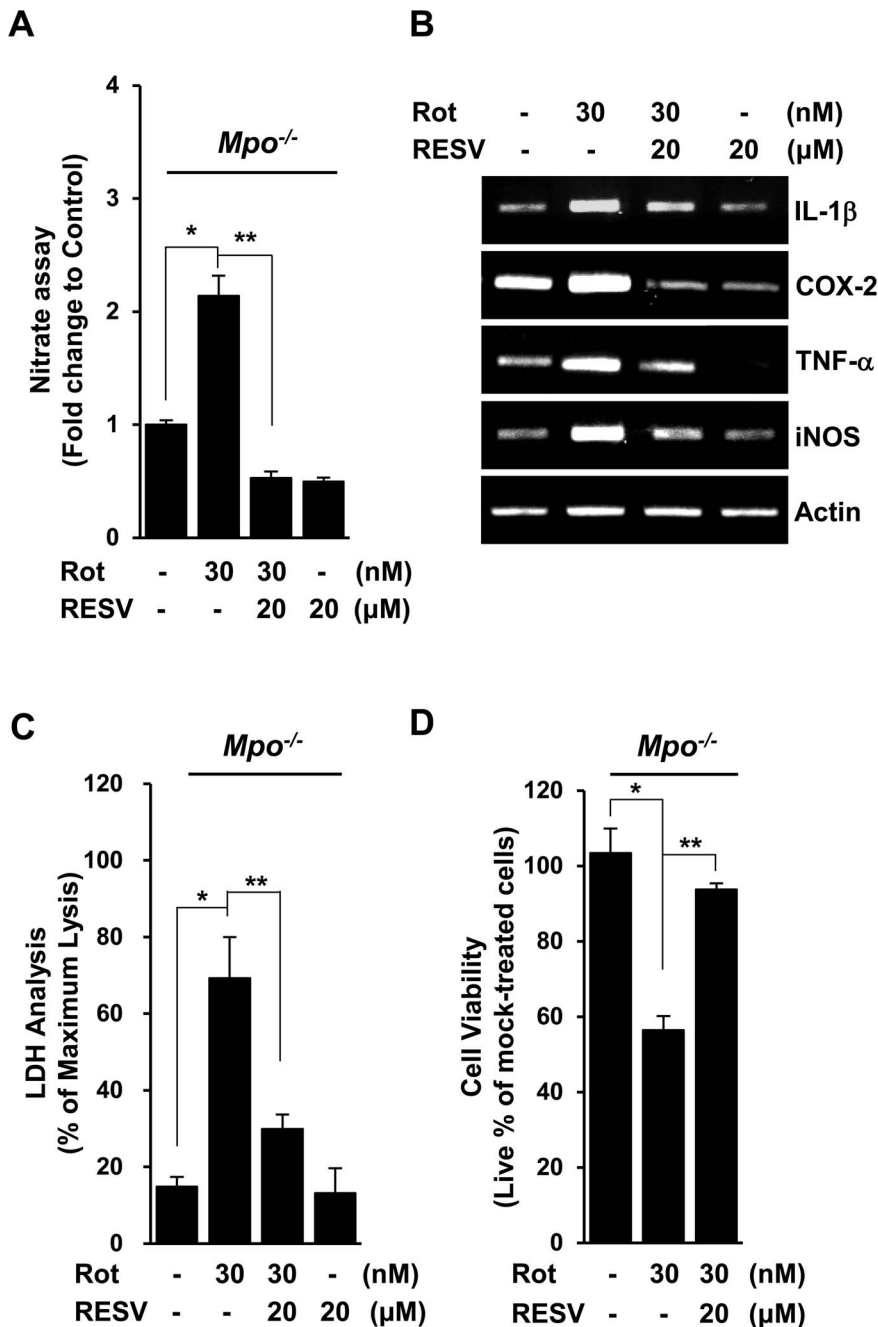 A
Nitrate assay
(Fold change to Control)
4
3
2
1
0
Mpo-/-
*
**
Rot - 30 30 - (nM)
RESV - - 20 20 (μM)
B
Rot - 30 30 - (nM)
RESV - - 20 20 (μM)
IL-1β
COX-2
TNF-α
iNOS
Actin
C
LDH Analysis
(% of Maximum Lysis)
120
100
80
60
40
20
0
Mpo-/-
*
**
Rot - 30 30 - (nM)
RESV - - 20 20 (μM)
D
Cell Viability
(Live % of mock-treated cells)
120
100
80
60
40
20
0
Mpo-/-
*
**
Rot - 30 30 (nM)
RESV - - 20 (μM)